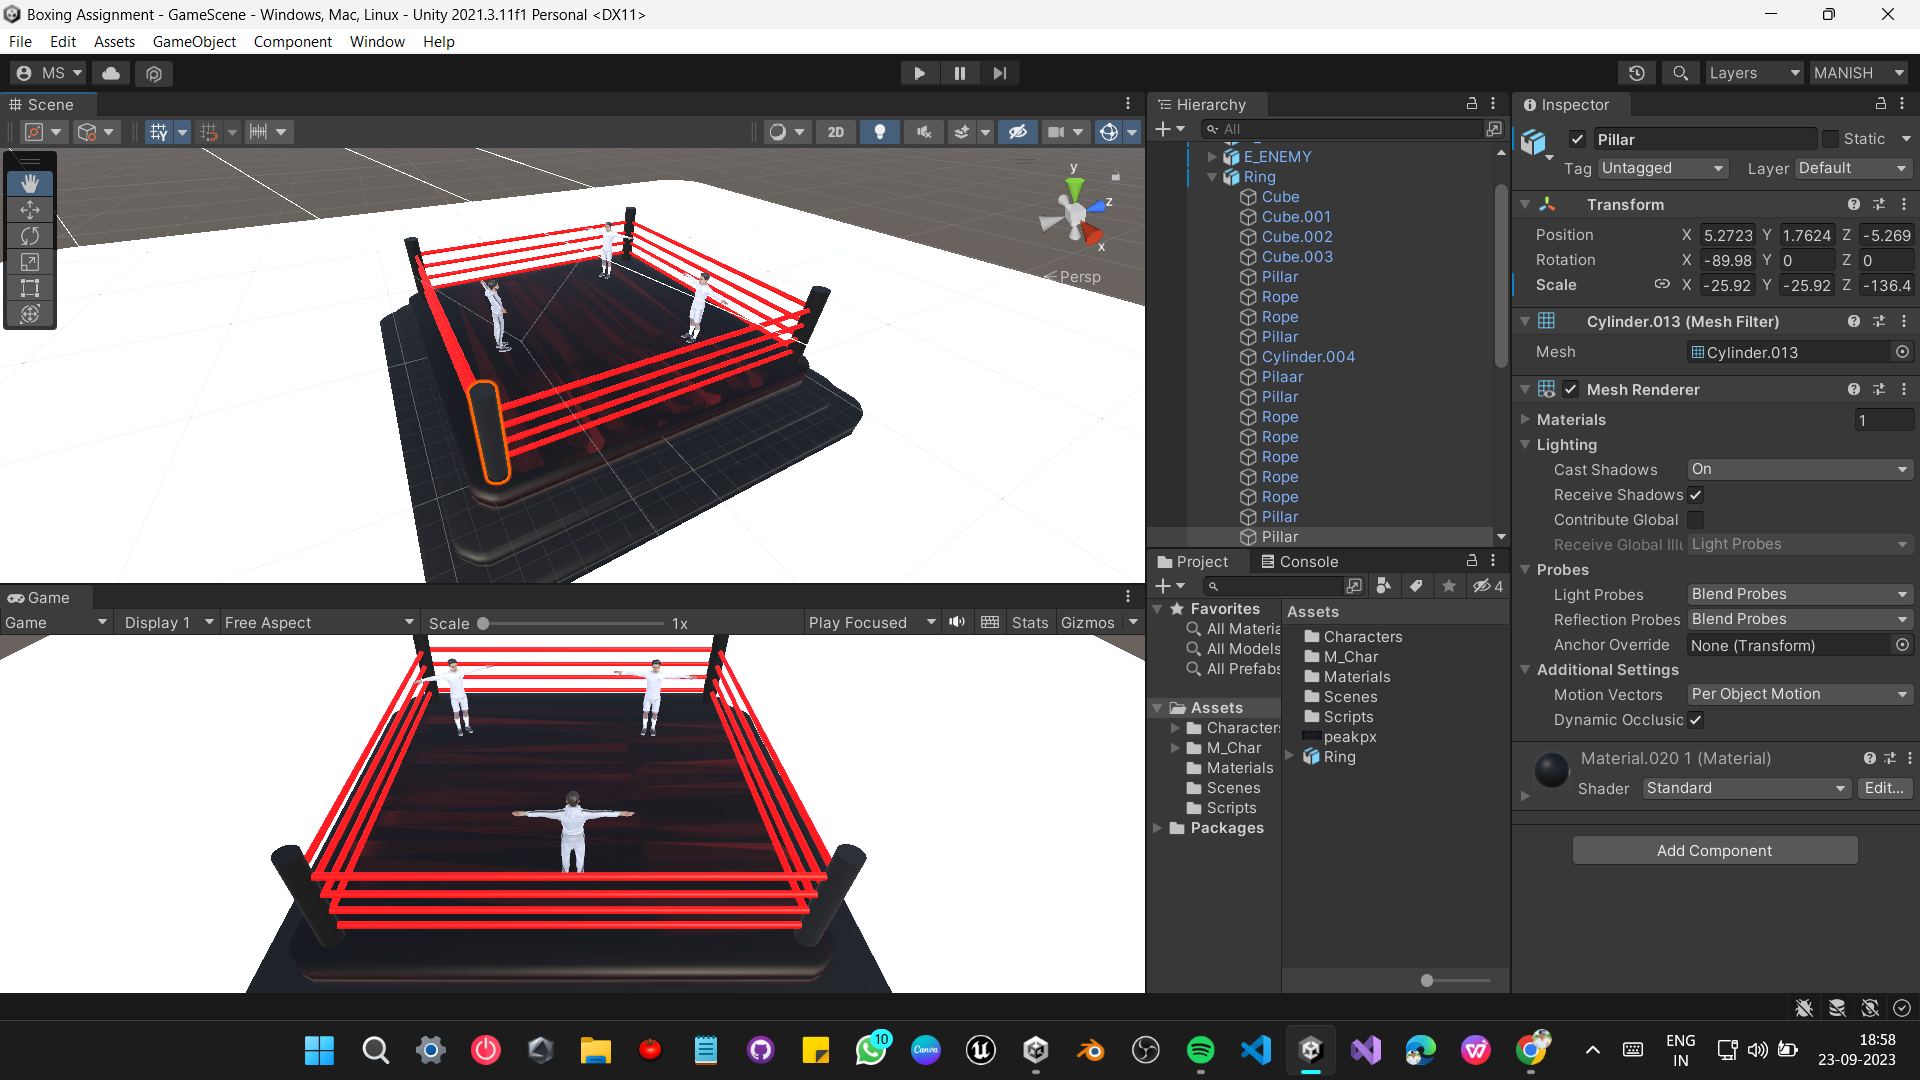 Boxing Assignment - GameScene - Windows, Mac, Linux - Unity 2021.3.11f1 Personal <DX11>
File Edit Assets GameObject Component Window Help
MS
Layers
MANISH
Scene
2D
y
z
x
Persp
Game
Game
Display 1
Free Aspect
Scale
1x
Play Focused
Stats
Gizmos
Hierarchy
All
E_ENEMY
Ring
Cube
Cube.001
Cube.002
Cube.003
Pillar
Rope
Rope
Pillar
Cylinder.004
Pilaar
Pillar
Rope
Rope
Rope
Rope
Rope
Pillar
Pillar
Project
Console
4
Favorites
All Materia
All Models
All Prefabs
Assets
Character
M_Char
Materials
Scenes
Scripts
Packages
Assets
Characters
M_Char
Materials
Scenes
Scripts
peakpx
Ring
Inspector
Pillar
Static
Tag Untagged
Layer Default
Transform
Position X 5.2723 Y 1.7624 Z -5.269
Rotation X -89.98 Y 0 Z 0
Scale X -25.92 Y -25.92 Z -136.4
Cylinder.013 (Mesh Filter)
Mesh Cylinder.013
Mesh Renderer
Materials 1
Lighting
Cast Shadows On
Receive Shadows
Contribute Global
Receive Global Illu Light Probes
Probes
Light Probes Blend Probes
Reflection Probes Blend Probes
Anchor Override None (Transform)
Additional Settings
Motion Vectors Per Object Motion
Dynamic Occlusic
Material.020 1 (Material)
Shader Standard Edit...
Add Component
10
Canva
ENG
IN
18:58
23-09-2023